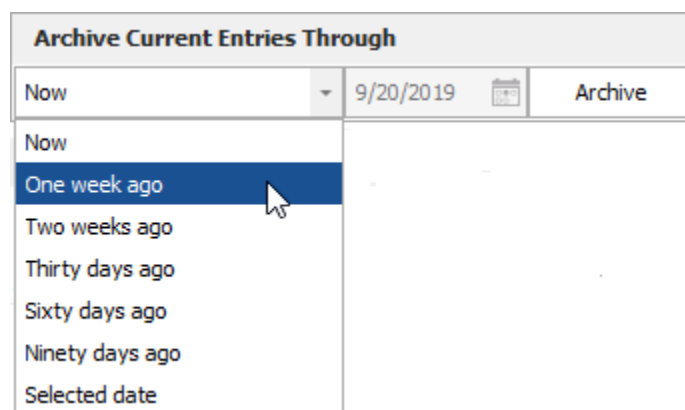 Archive Current Entries Through
Now 9/20/2019 Archive
Now
One week ago
Two weeks ago
Thirty days ago
Sixty days ago
Ninety days ago
Selected date